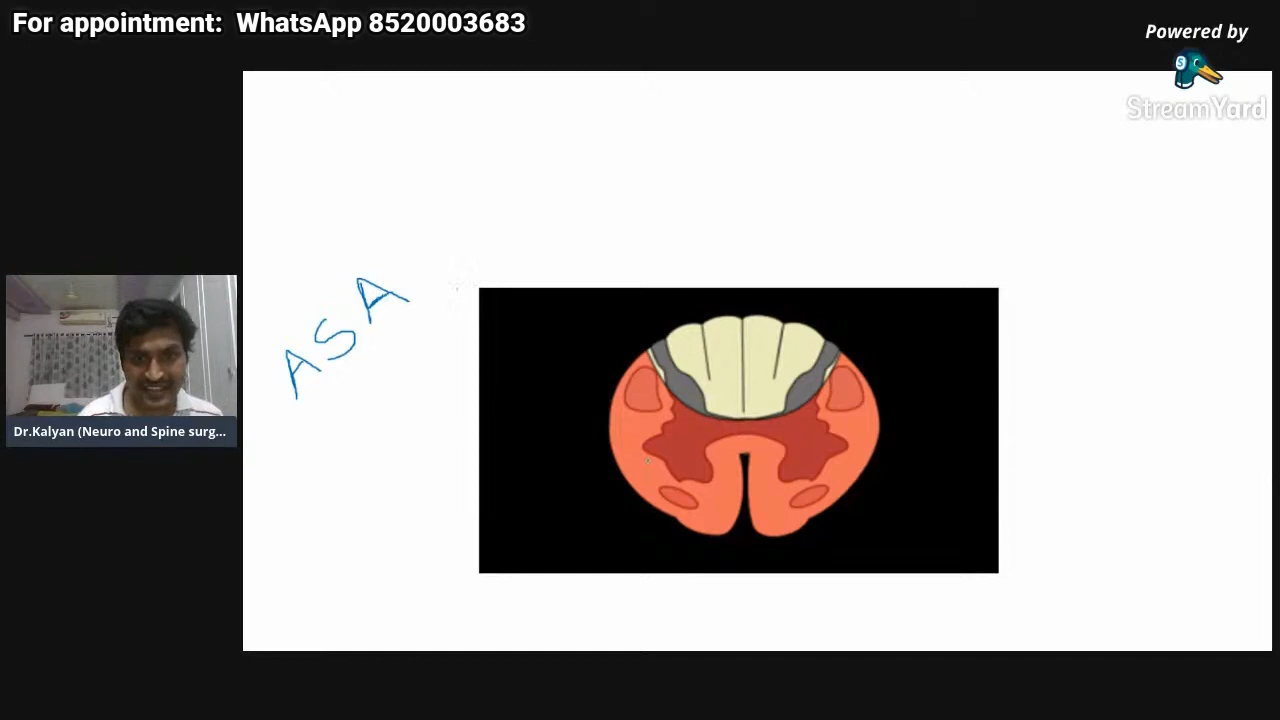 For appointment:  WhatsApp 8520003683
Powered by
StreamYard
ASA
Dr.Kalyan (Neuro and Spine surg...